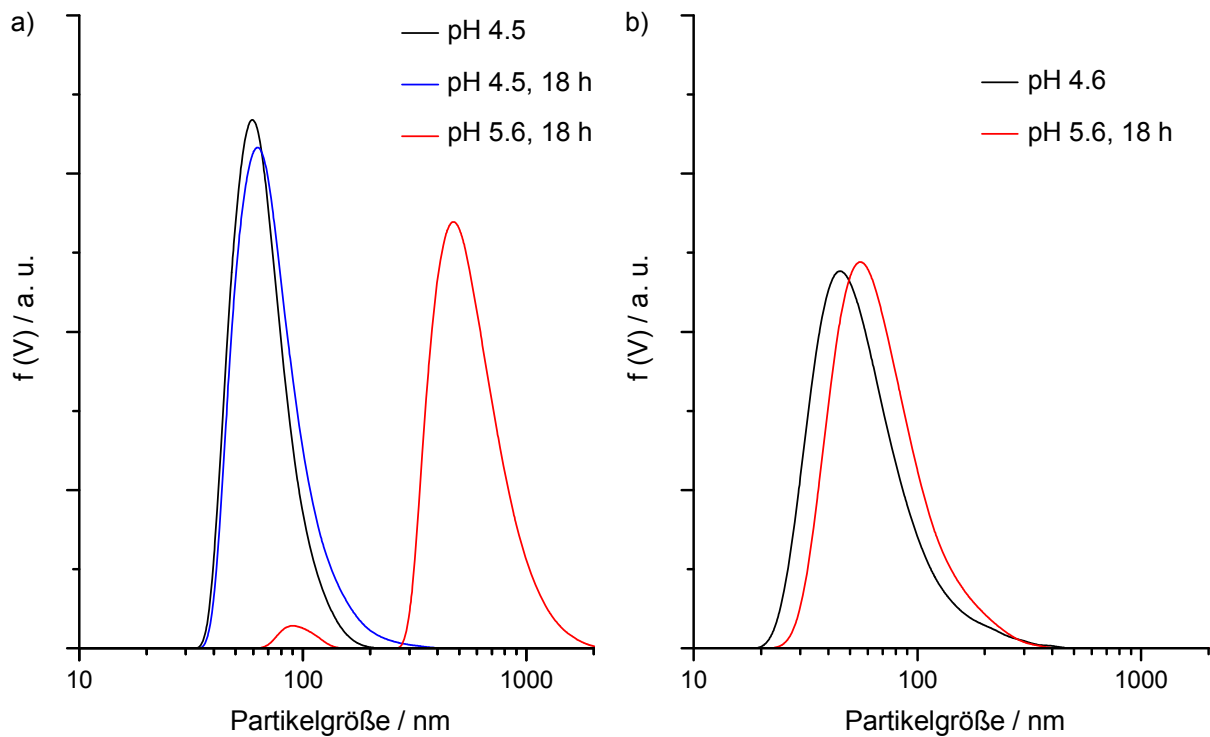 a)
pH 4.5
pH 4.5, 18 h
pH 5.6, 18 h
f (V) / a. u.
10
100
1000
Partikelgröße / nm
b)
pH 4.6
pH 5.6, 18 h
f (V) / a. u.
10
100
1000
Partikelgröße / nm